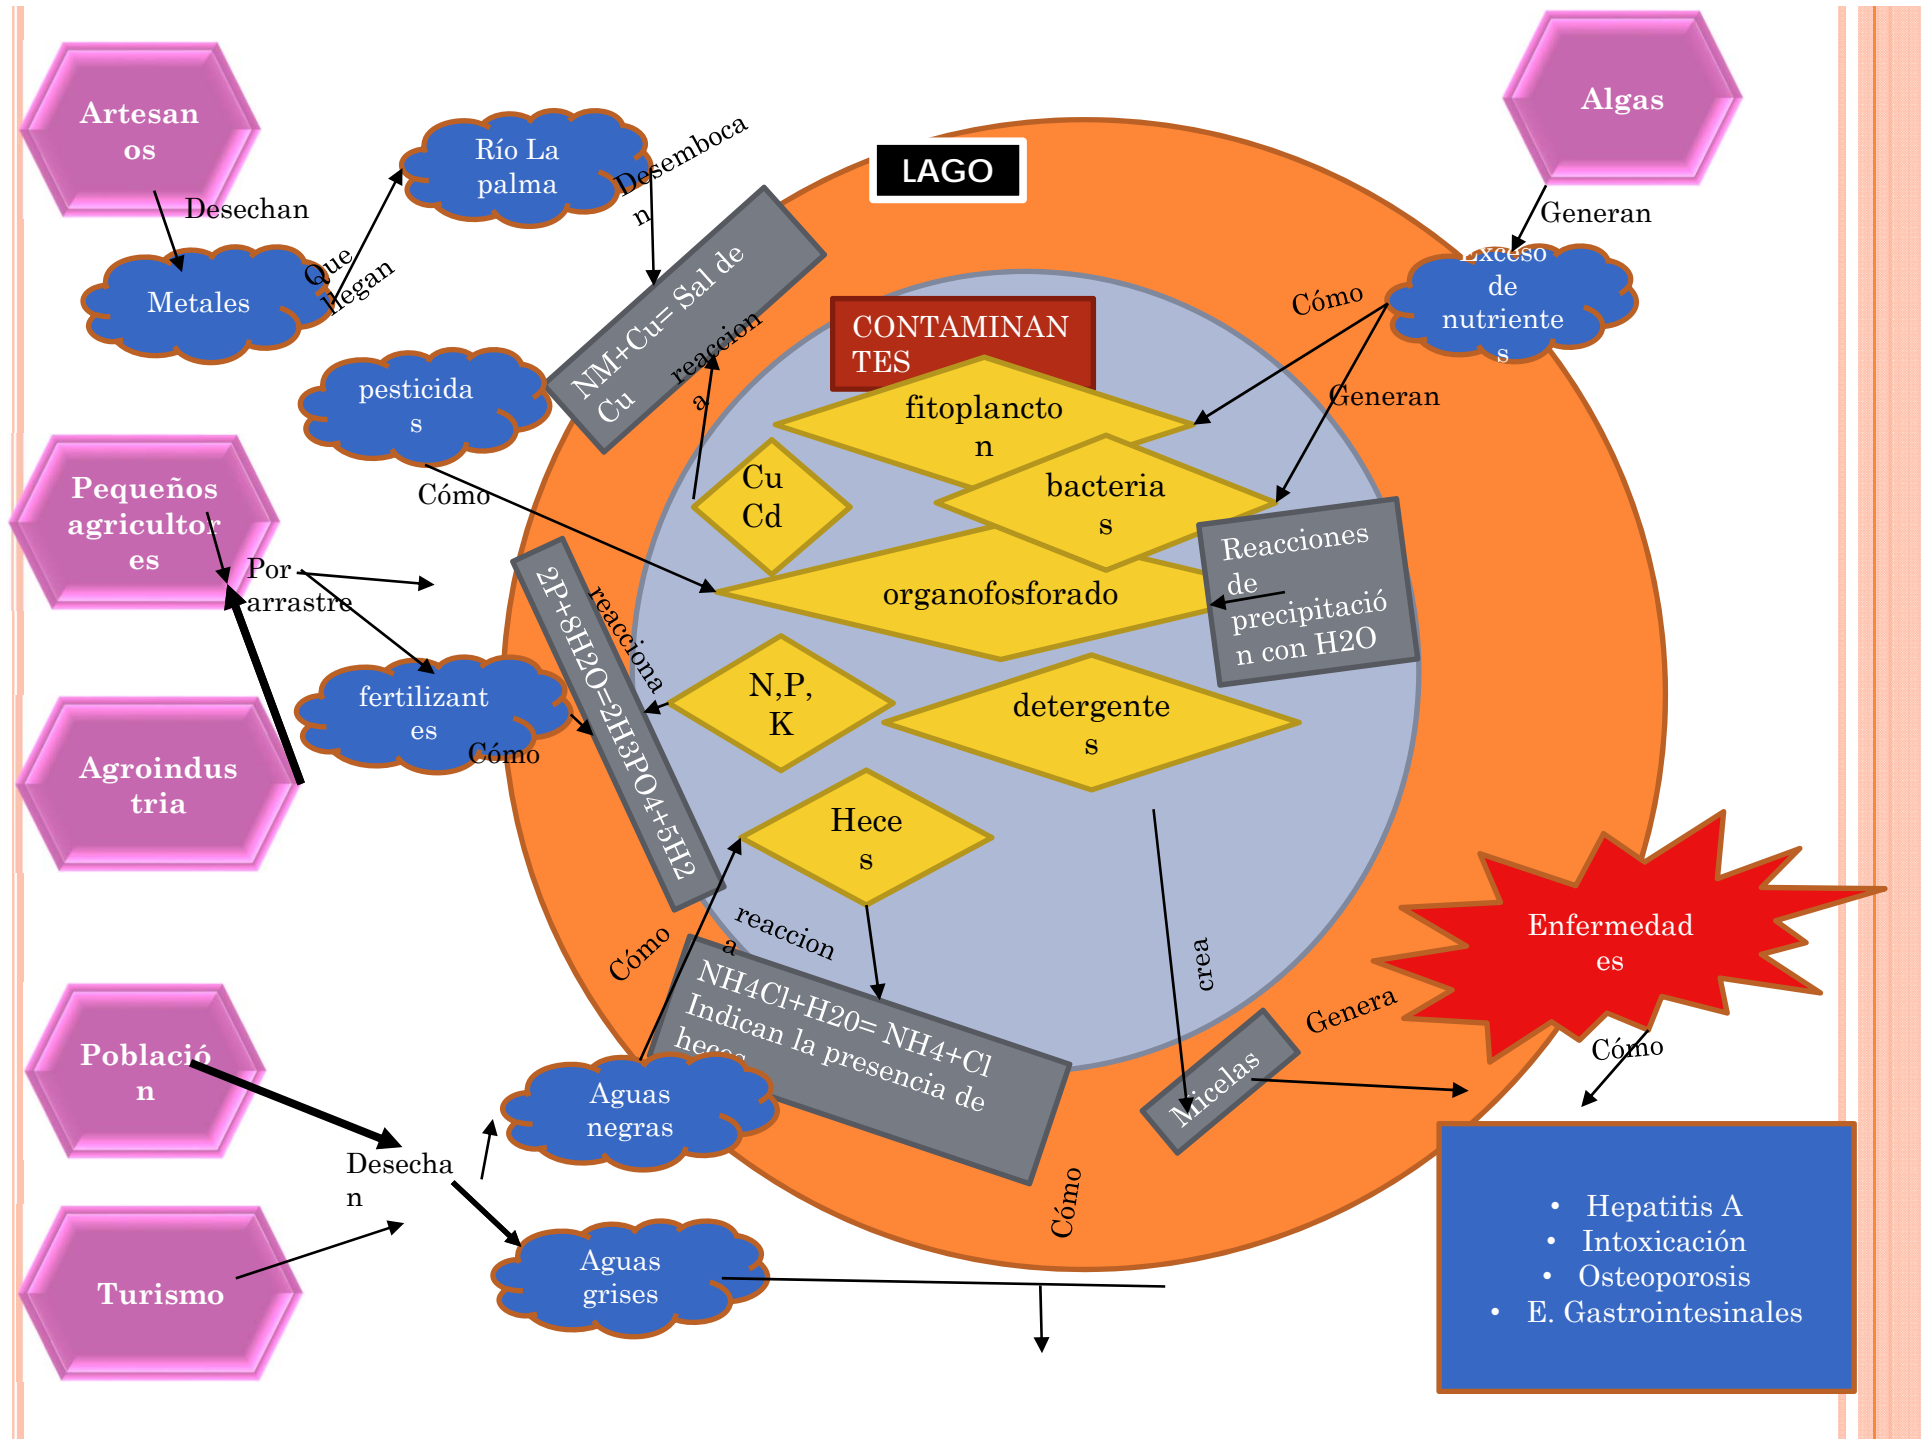 Artesan
os
Desechan
Metales
Que
llegan
Río La
palma
Desemboca
n
LAGO
Algas
Generan
Exceso
de
nutriente
s
Cómo
Generan
NM+Cu= Sal de
Cu
reaccion
a
CONTAMINAN
TES
fitoplancto
n
Cu
Cd
bacteria
s
organofosforado
Reacciones
de
precipitació
n con H2O
pesticida
s
Cómo
Pequeños
agricultor
es
Por
arrastre
fertilizant
es
Cómo
Agroindus
tria
2P+8H2O=2H3PO4+5H2
reacciona
N,P,
K
detergente
s
Hece
s
reaccion
a
Cómo
NH4Cl+H20= NH4+Cl
Indican la presencia de
heces
crea
Micelas
Genera
Enfermedad
es
Cómo
Població
n
Desecha
n
Turismo
Aguas
negras
Aguas
grises
Cómo
• Hepatitis A
• Intoxicación
• Osteoporosis
• E. Gastrointesinales